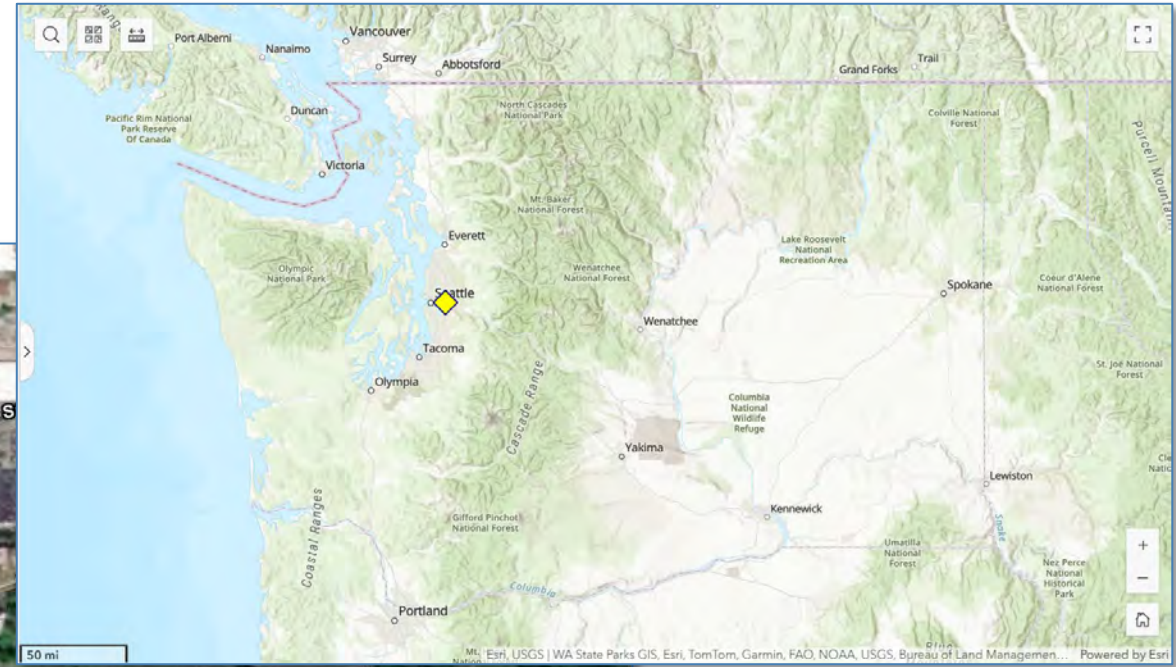 Port Alberni
Nanaimo
Vancouver
Surrey
Abbotsford
Grand Forks
Trail
Duncan
North Cascades
National Park
Colville National
Forest
Pacific Rim National
Park Reserve
Of Canada
Victoria
Purcell
Mt. Baker
National Forest
Everett
Olympic
National Park
Wenatchee
National Forest
Lake Roosevelt
National
Recreation Area
Coeur d'Alene
National Forest
Spokane
Seattle
Wenatchee
Tacoma
Olympia
Cascade Range
St. Joe National
Forest
Columbia
National
Wildlife
Refuge
S
Yakima
Lewiston
Kennewick
Snake
Coastal Ranges
Gifford Pinchot
National Forest
Umatilla
National
Forest
Nez Perce
National
Historical
Park
Columbia
Portland
50 mi
Esri, USGS | WA State Parks GIS, Esri, TomTom, Garmin, FAO, NOAA, USGS, Bureau of Land Managemen...
Powered by Esri